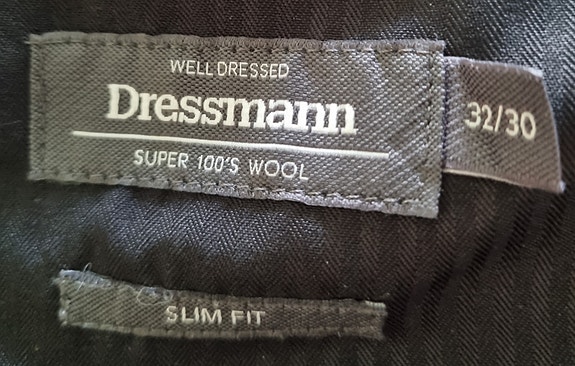 WELL DRESSED
Dressmann
SUPER 100'S WOOL
32/30
SLIM FIT